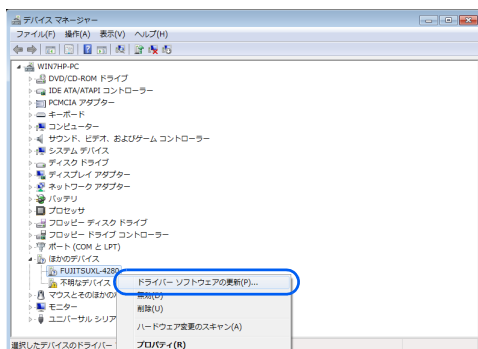 デバイス マネージャー
ファイル(F) 操作(A) 表示(V) ヘルプ(H)
WIN7HP-PC
DVD/CD-ROM ドライブ
IDE ATA/ATAPI コントローラー
PCMCIA アダプター
キーボード
コンピューター
サウンド、ビデオ、およびゲーム コントローラー
システム デバイス
ディスク ドライブ
ディスプレイ アダプター
ネットワーク アダプター
バッテリ
プロセッサ
フロッピー ディスク ドライブ
フロッピー ドライブ コントローラー
ポート (COM と LPT)
ほかのデバイス
FUJITSUXL-4280
ドライバー ソフトウェアの更新(P)...
不明なデバイス
無効(D)
マウスとそのほかの
削除(U)
モニター
ユニバーサル シリア
ハードウェア変更のスキャン(A)
プロパティ(R)
選択したデバイスのドライバー